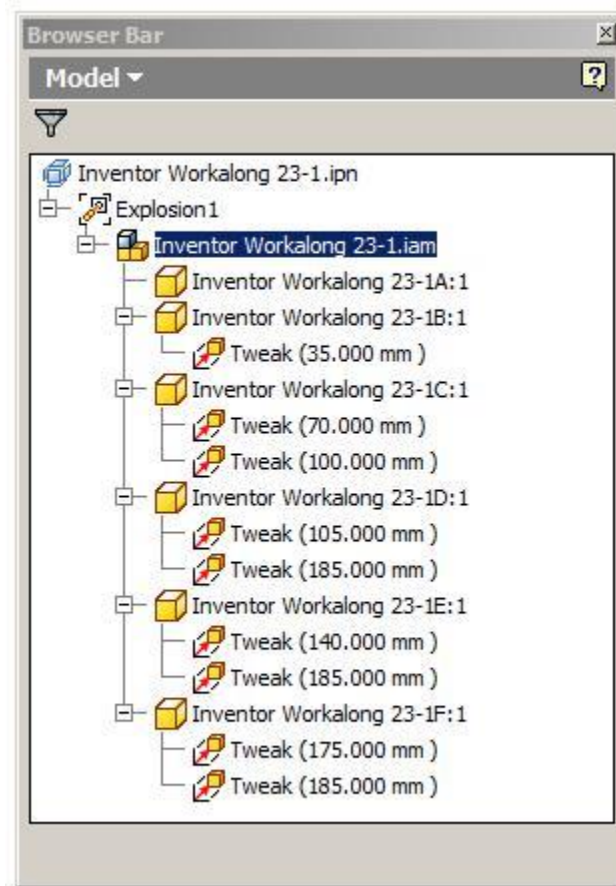 Browser Bar
Model
Inventor Workalong 23-1.ipn
Explosion1
Inventor Workalong 23-1.iam
Inventor Workalong 23-1A:1
Inventor Workalong 23-1B:1
Tweak (35.000 mm )
Inventor Workalong 23-1C:1
Tweak (70.000 mm )
Tweak (100.000 mm )
Inventor Workalong 23-1D:1
Tweak (105.000 mm )
Tweak (185.000 mm )
Inventor Workalong 23-1E:1
Tweak (140.000 mm )
Tweak (185.000 mm )
Inventor Workalong 23-1F:1
Tweak (175.000 mm )
Tweak (185.000 mm )